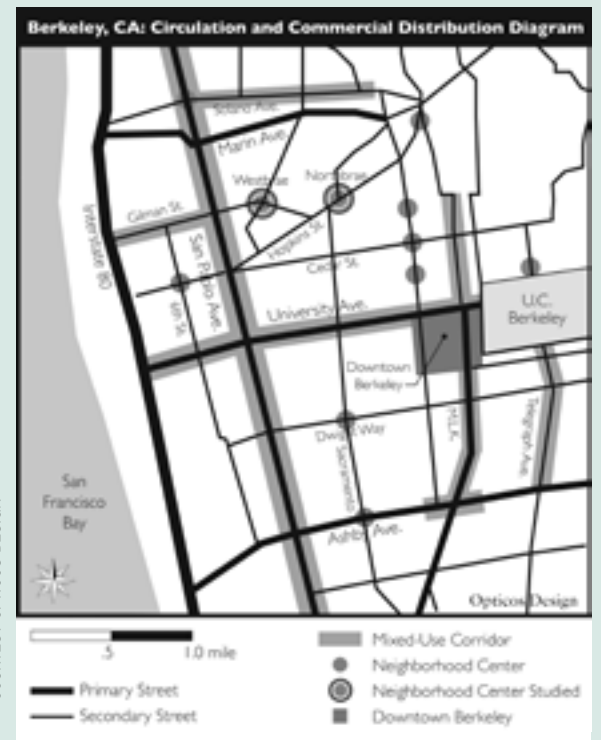 Berkeley, CA: Circulation and Commercial Distribution Diagram
Solano Ave.
Marin Ave.
Westbrae
Northbrae
Gilman St.
Hopkins St.
Interstate 80
San Pablo Ave.
Cedar St.
6th St.
University Ave.
U.C.
Berkeley
Downtown
Berkeley
M.L.K.
Telegraph Ave.
Dwight Way
Sacramento
San
Francisco
Bay
Ashby Ave.
Opticos Design
.5
1.0 mile
Primary Street
Secondary Street
Mixed-Use Corridor
Neighborhood Center
Neighborhood Center Studied
Downtown Berkeley